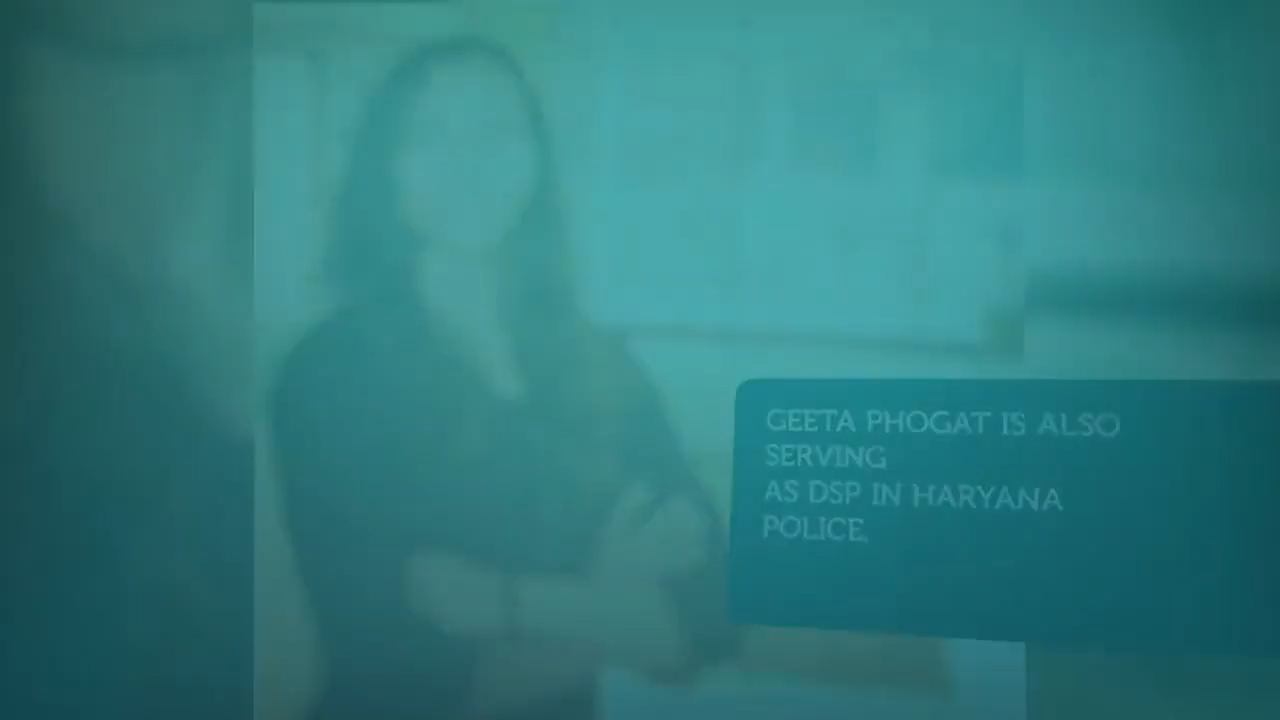 GEETA PHOGAT IS ALSO
SERVING
AS DSP IN HARYANA
POLICE.